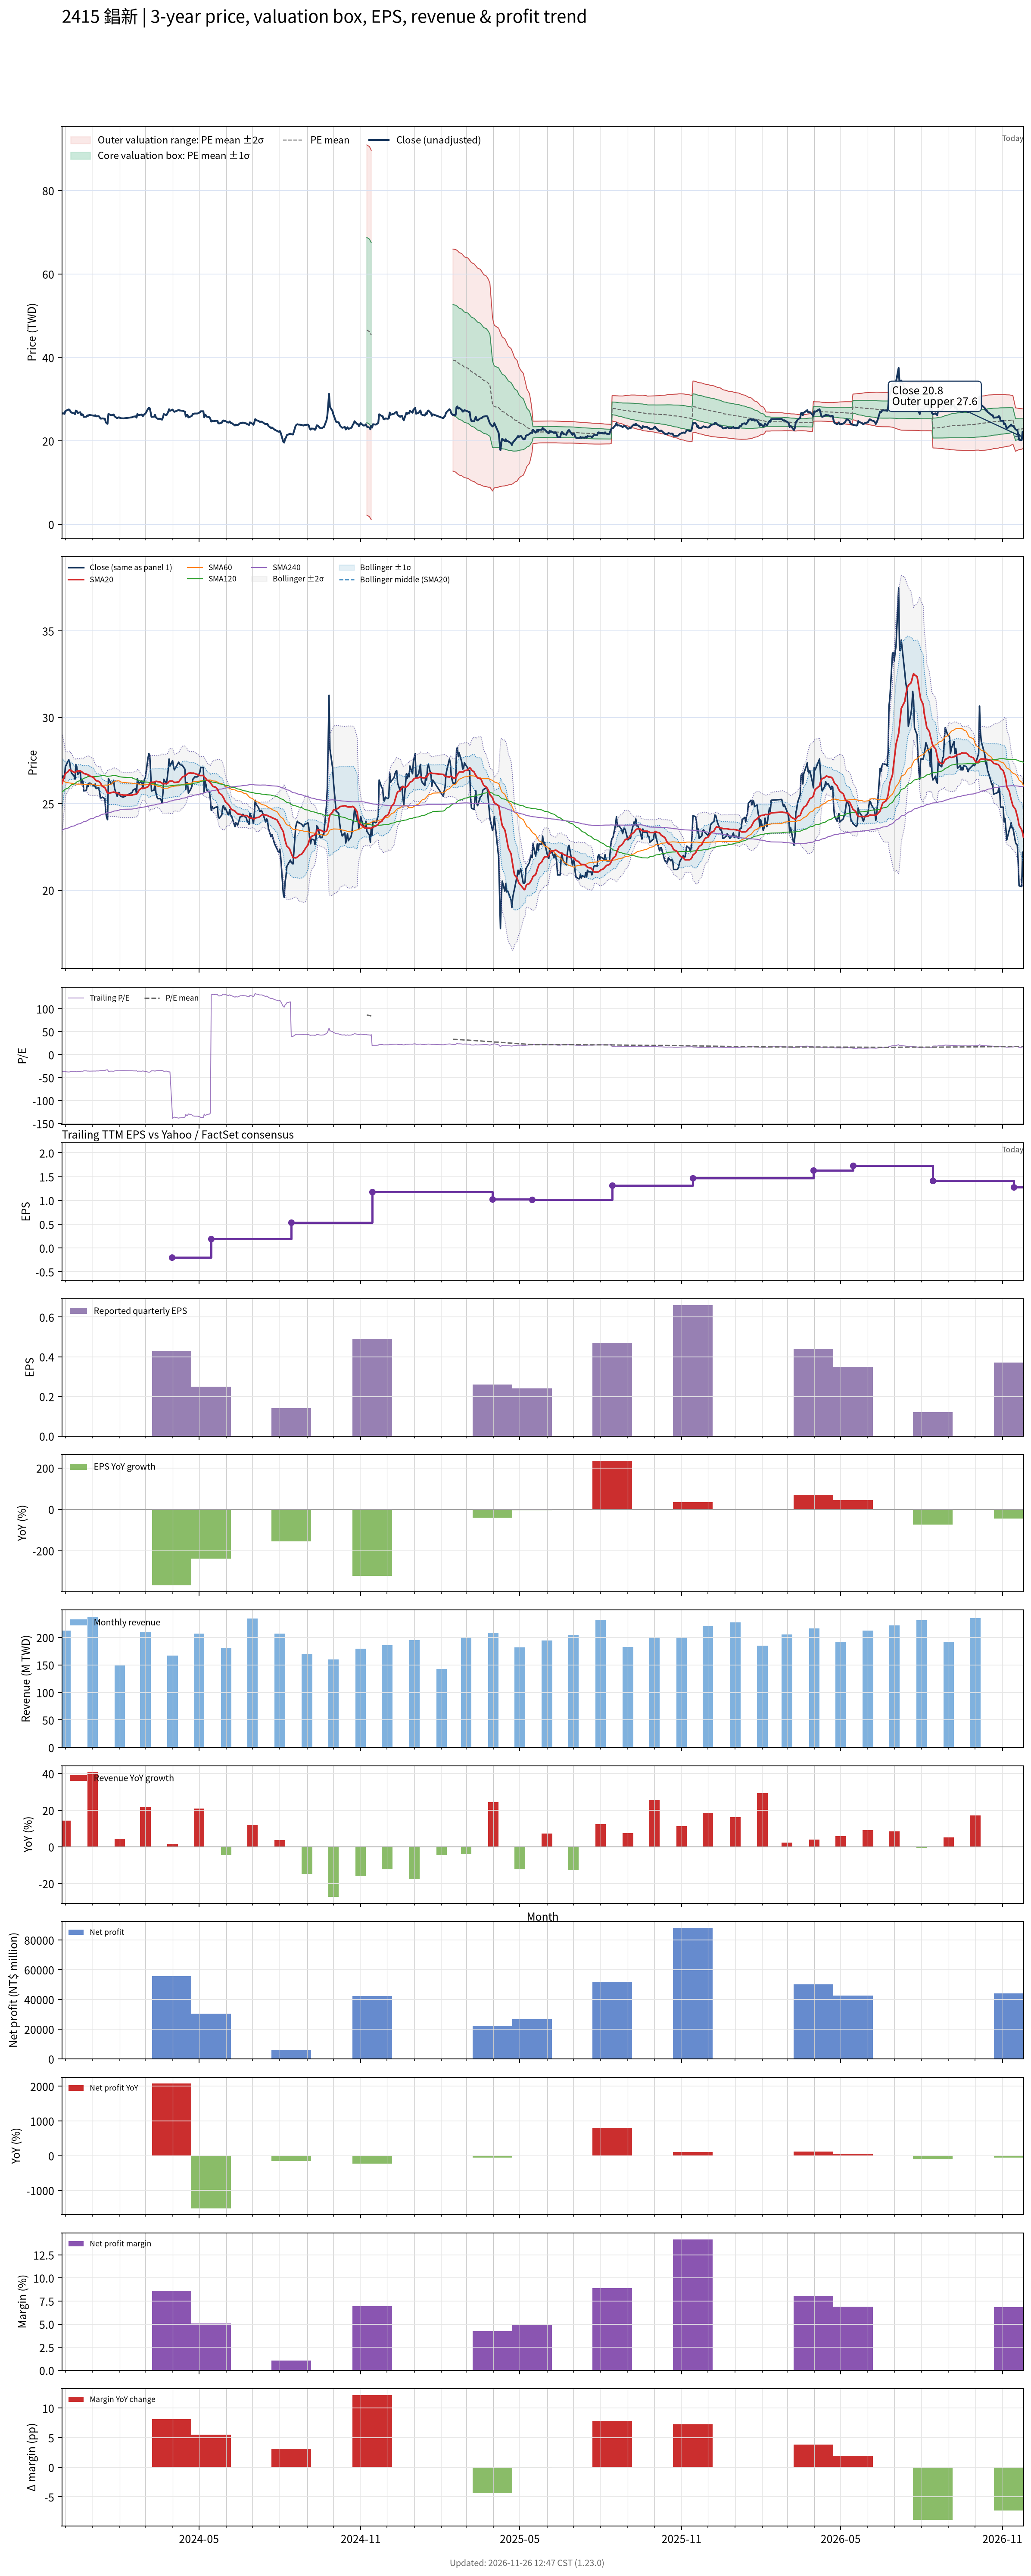 2415 錩新 | 3-year price, valuation box, EPS, revenue & profit trend
Outer valuation range: PE mean ±2σ
Core valuation box: PE mean ±1σ
PE mean
Close (unadjusted)
Today
Price (TWD)
80
60
40
20
0
Close 20.8
Outer upper 27.6
Close (same as panel 1)
SMA20
SMA60
SMA120
SMA240
Bollinger ±2σ
Bollinger ±1σ
Bollinger middle (SMA20)
Price
35
30
25
20
Trailing P/E
P/E mean
P/E
100
50
0
-50
-100
-150
Trailing TTM EPS vs Yahoo / FactSet consensus
Today
EPS
2.0
1.5
1.0
0.5
0.0
-0.5
Reported quarterly EPS
EPS
0.6
0.4
0.2
0.0
EPS YoY growth
YoY (%)
200
0
-200
Monthly revenue
Revenue (M TWD)
200
150
100
50
0
Revenue YoY growth
YoY (%)
40
20
0
-20
Month
Net profit
Net profit (NT$ million)
80000
60000
40000
20000
0
Net profit YoY
YoY (%)
2000
1000
0
-1000
Net profit margin
Margin (%)
12.5
10.0
7.5
5.0
2.5
0.0
Margin YoY change
Δ margin (pp)
10
5
0
-5
2024-05
2024-11
2025-05
2025-11
2026-05
2026-11
Updated: 2026-11-26 12:47 CST (1.23.0)